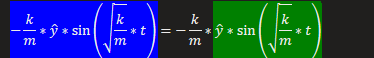 −k/m * ŷ * sin(√(k/m) * t) = −k/m * ŷ * sin(√(k/m) * t)